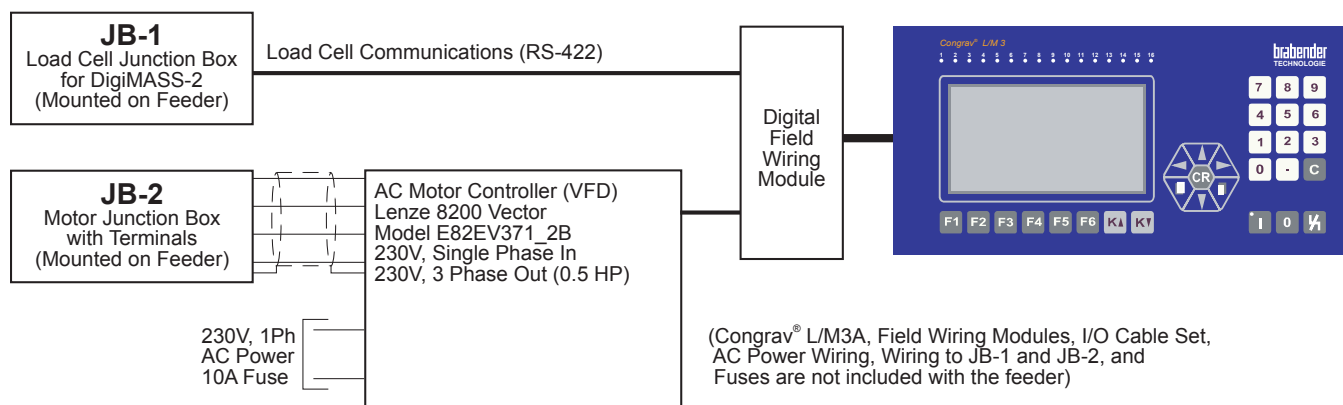 JB-1
Load Cell Junction Box
for DigiMASS-2
(Mounted on Feeder)
Load Cell Communications (RS-422)
JB-2
Motor Junction Box
with Terminals
(Mounted on Feeder)
AC Motor Controller (VFD)
Lenze 8200 Vector
Model E82EV371_2B
230V, Single Phase In
230V, 3 Phase Out (0.5 HP)
230V, 1Ph
AC Power
10A Fuse
Digital
Field
Wiring
Module
Congrav® L/M 3
1 2 3 4 5 6 7 8 9 10 11 12 13 14 15 16
brabender
TECHNOLOGIE
7 8 9
4 5 6
1 2 3
0 - C
CR
F1 F2 F3 F4 F5 F6 K▲ K▼
I 0
(Congrav® L/M3A, Field Wiring Modules, I/O Cable Set,
AC Power Wiring, Wiring to JB-1 and JB-2, and
Fuses are not included with the feeder)